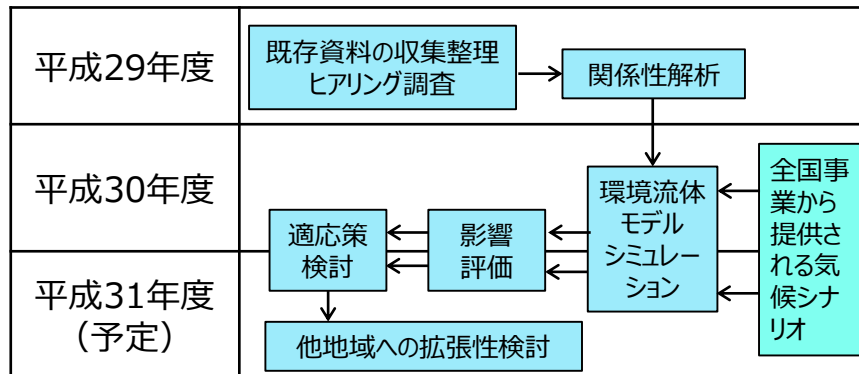 平成29年度
既存資料の収集整理
ヒアリング調査
関係性解析
平成30年度
環境流体
モデル
シミュレー
ション
全国事
業から
提供さ
れる気
候シナ
リオ
適応策
検討
影響
評価
平成31年度
（予定）
他地域への拡張性検討